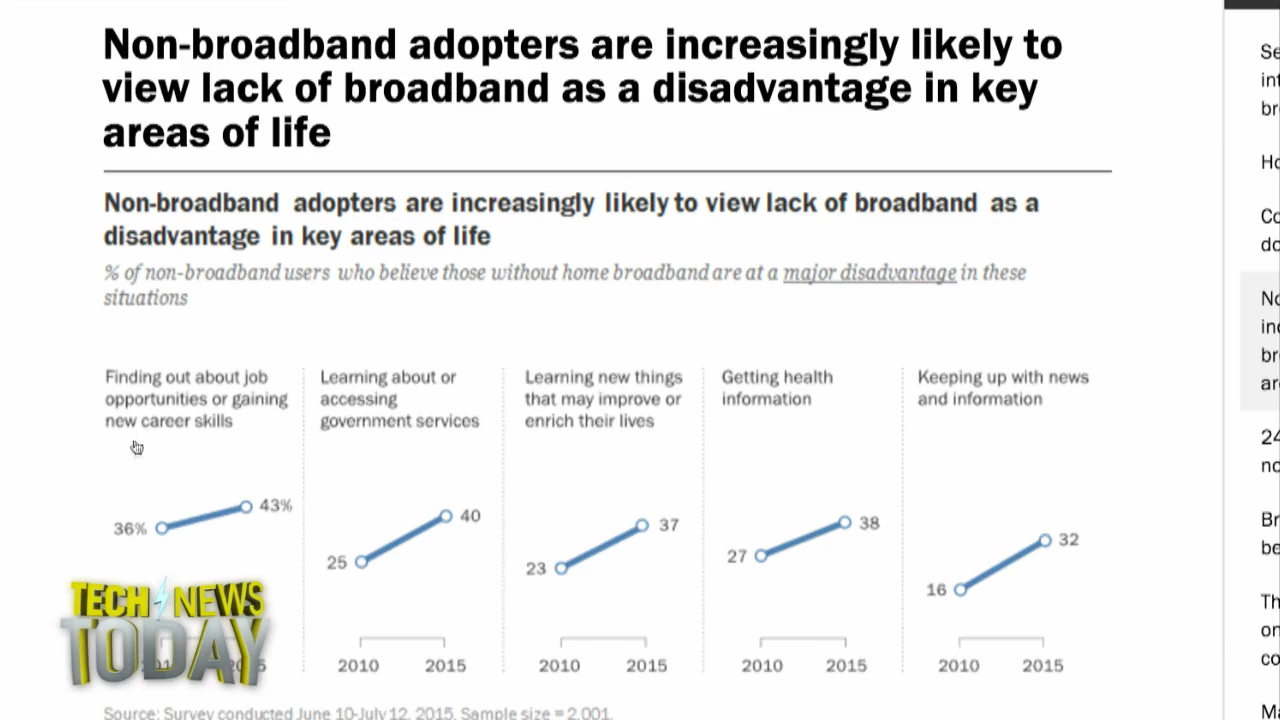 Non-broadband adopters are increasingly likely to
view lack of broadband as a disadvantage in key
areas of life
Non-broadband adopters are increasingly likely to view lack of broadband as a
disadvantage in key areas of life
% of non-broadband users who believe those without home broadband are at a major disadvantage in these
situations
Finding out about job
opportunities or gaining
new career skills
36%
43%
Learning about or
accessing
government services
25
40
2010 2015
Learning new things
that may improve or
enrich their lives
23
37
2010 2015
Getting health
information
27
38
2010 2015
Keeping up with news
and information
16
32
2010 2015
TECH NEWS
TODAY
Source: Survey conducted June 10-July 12, 2015. Sample size = 2,001.